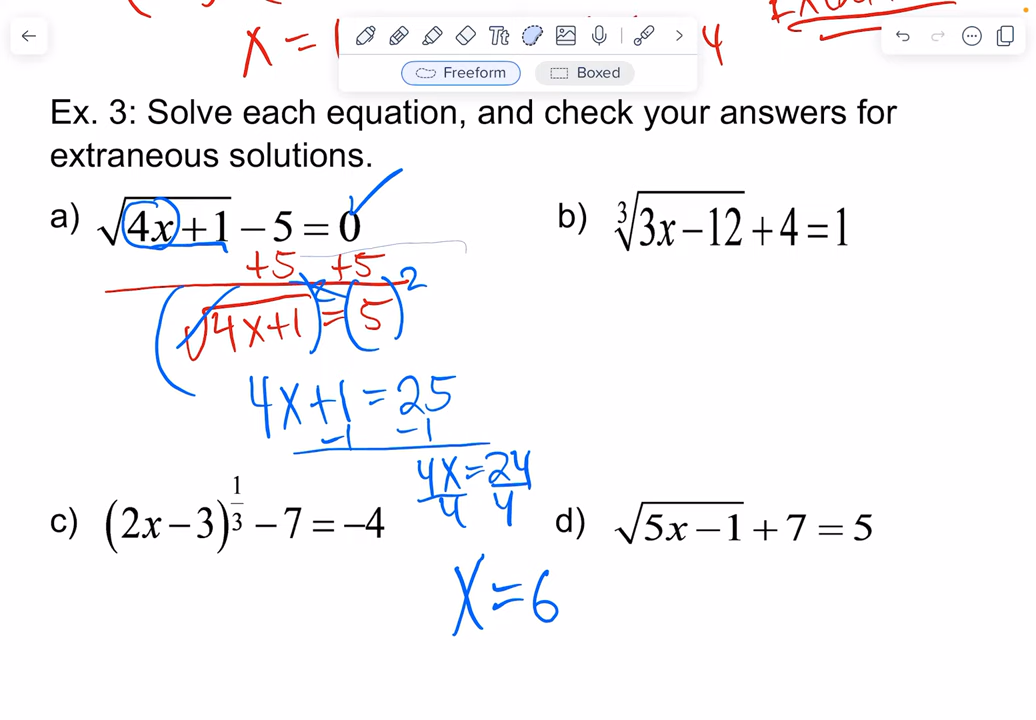 x = 1
4
Tt
Freeform Boxed
Ex. 3: Solve each equation, and check your answers for
extraneous solutions.
a) √(4x+1) − 5 = 0
+5 +5
(√(4x+1)) = (5)²
4x+1 = 25
−1 −1
4x/4 = 24/4
x = 6
b) ∛(3x−12) + 4 = 1
c) (2x−3)^(1/3) − 7 = −4
d) √(5x−1) + 7 = 5